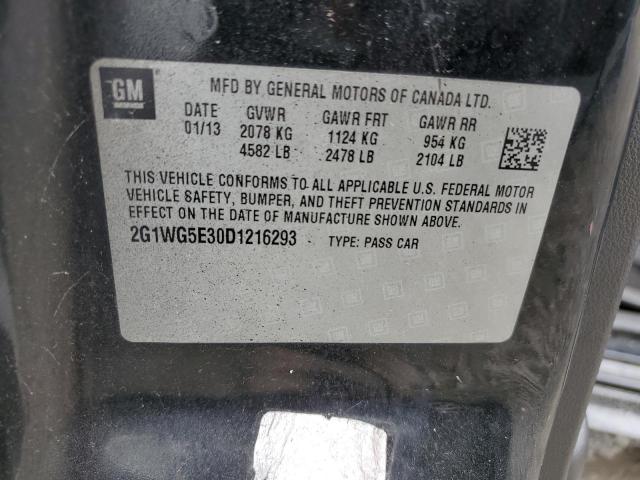 GM
MFD BY GENERAL MOTORS OF CANADA LTD.
DATE GVWR GAWR FRT GAWR RR
01/13 2078 KG 1124 KG 954 KG
4582 LB 2478 LB 2104 LB
THIS VEHICLE CONFORMS TO ALL APPLICABLE U.S. FEDERAL MOTOR
VEHICLE SAFETY, BUMPER, AND THEFT PREVENTION STANDARDS IN
EFFECT ON THE DATE OF MANUFACTURE SHOWN ABOVE.
2G1WG5E30D1216293 TYPE: PASS CAR